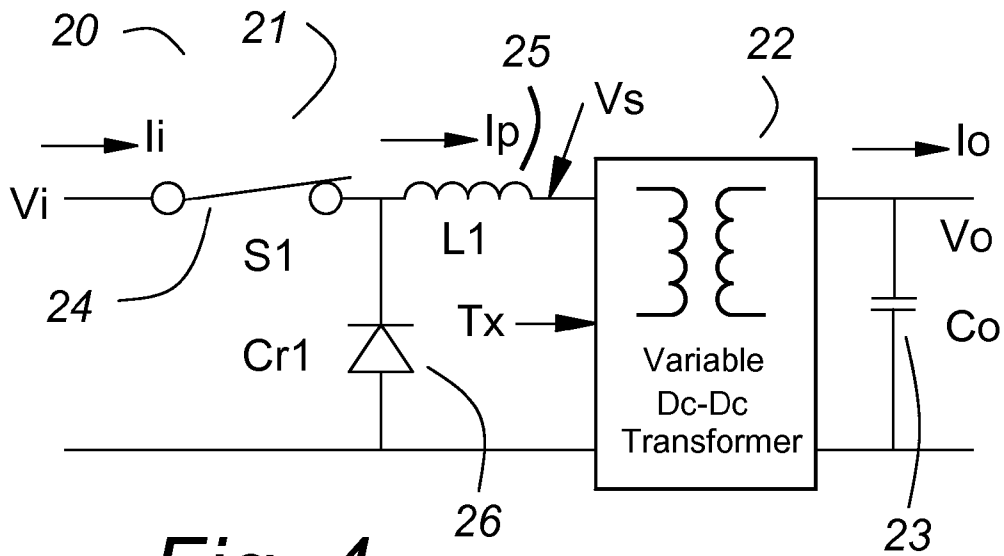 20
21
25
22
Ii
Ip
Vs
Io
Vi
L1
Vo
S1
24
Tx
Co
Cr1
Variable
Dc-Dc
Transformer
26
23
Fig. 4